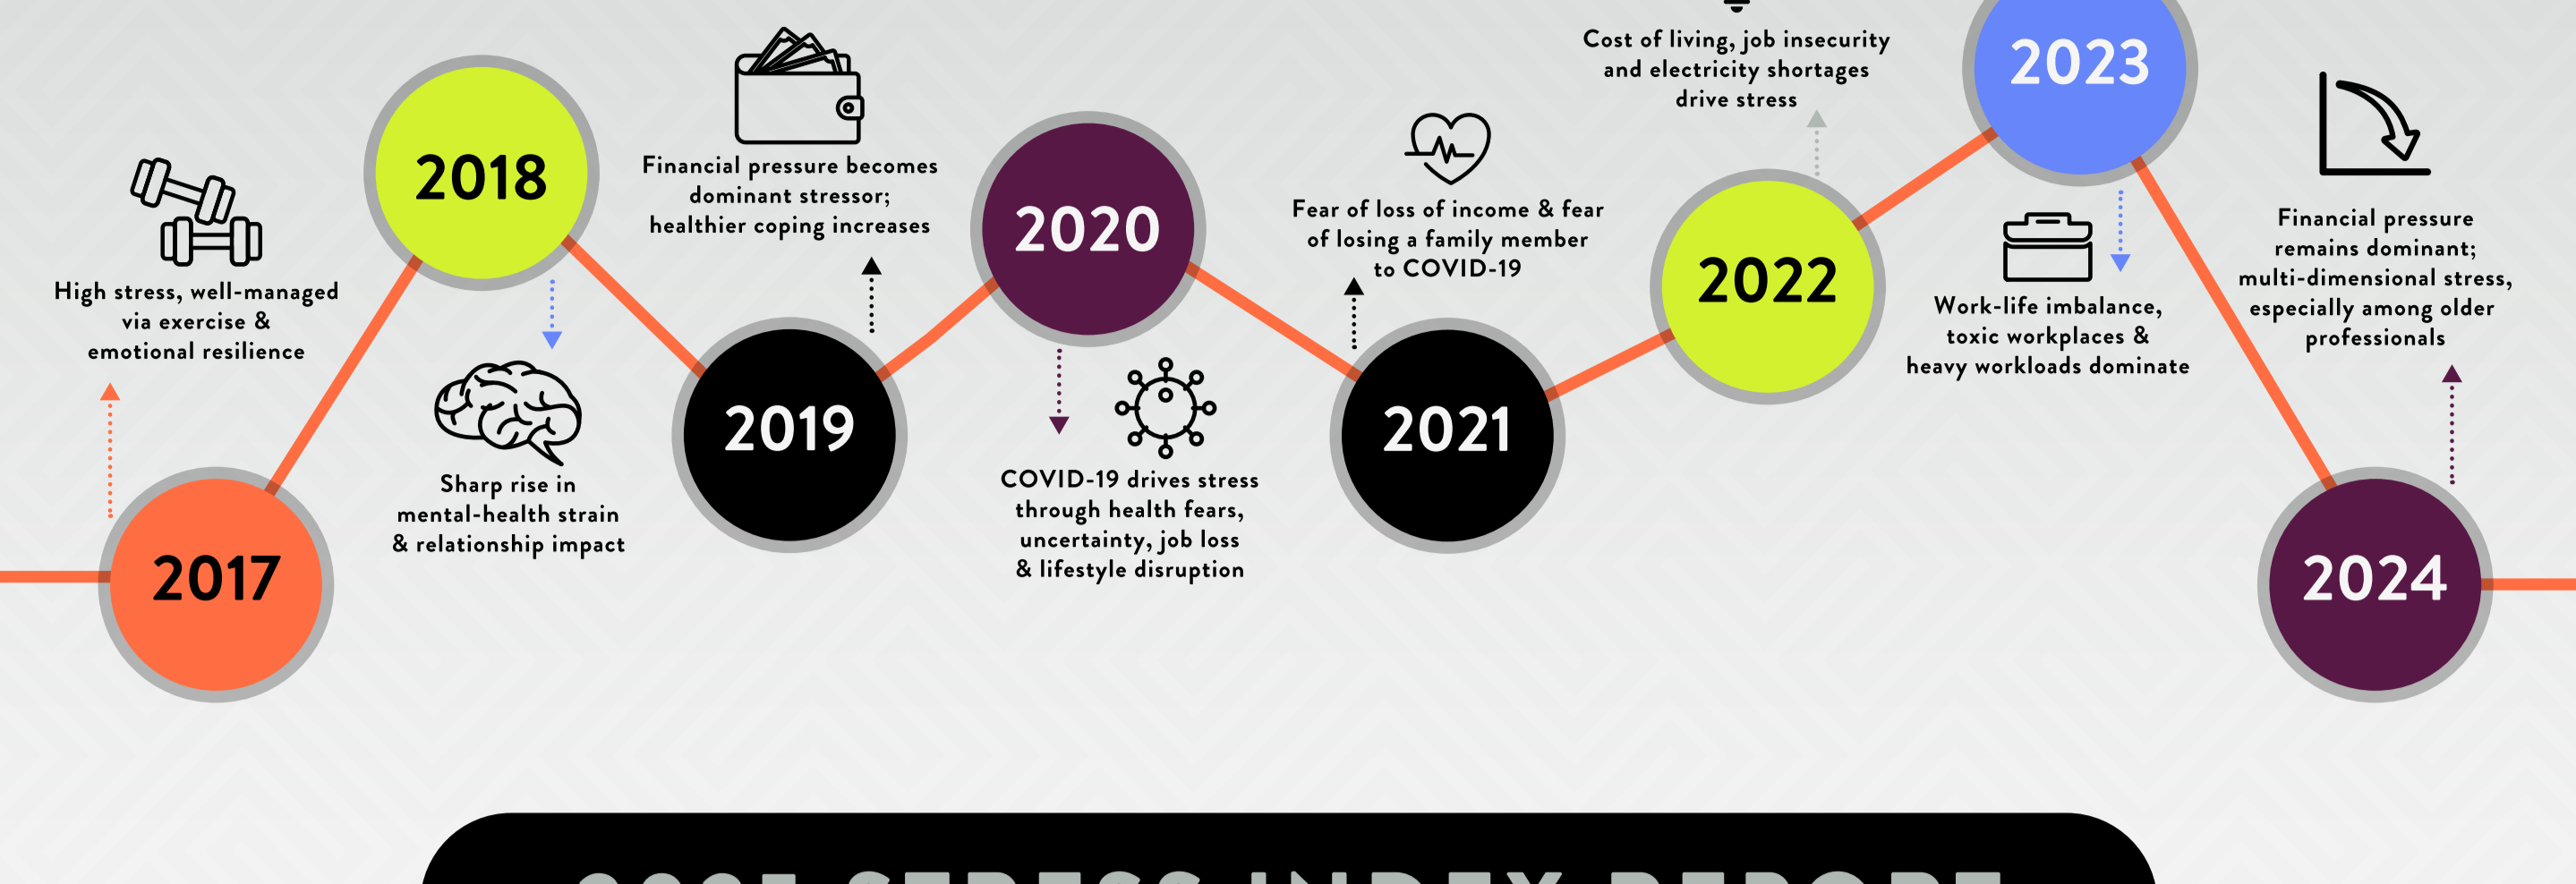 2017
High stress, well-managed
via exercise &
emotional resilience
2018
Sharp rise in
mental-health strain
& relationship impact
2019
Financial pressure becomes
dominant stressor;
healthier coping increases
2020
COVID-19 drives stress
through health fears,
uncertainty, job loss
& lifestyle disruption
2021
Fear of loss of income & fear
of losing a family member
to COVID-19
2022
Cost of living, job insecurity
and electricity shortages
drive stress
2023
Work-life imbalance,
toxic workplaces &
heavy workloads dominate
2024
Financial pressure
remains dominant;
multi-dimensional stress,
especially among older
professionals
STRESS INDEX REPORT